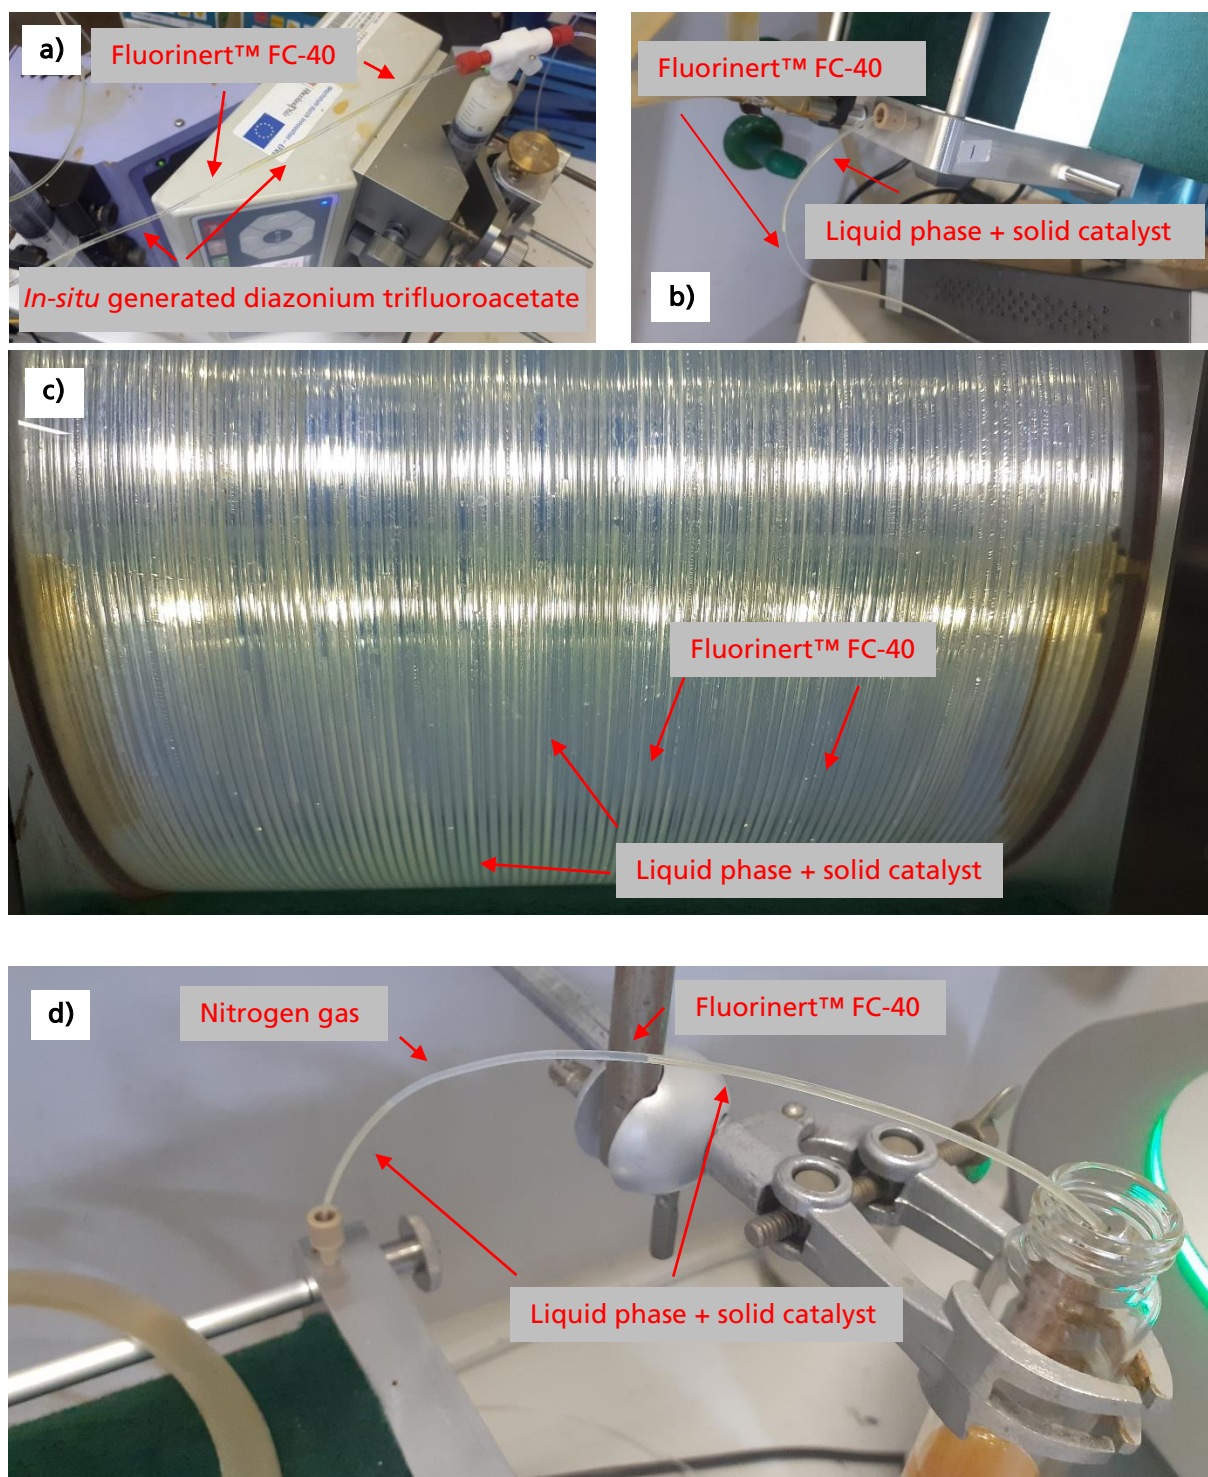 a)
Fluorinert™ FC-40
In-situ generated diazonium trifluoroacetate
Fluorinert™ FC-40
Liquid phase + solid catalyst
b)
c)
Fluorinert™ FC-40
Liquid phase + solid catalyst
d)
Nitrogen gas
Fluorinert™ FC-40
Liquid phase + solid catalyst